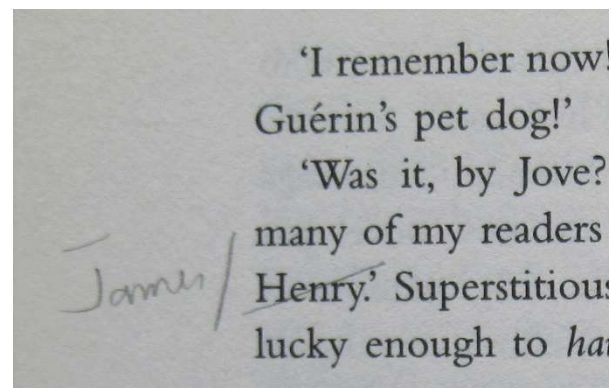 ‘I remember now!
Guérin’s pet dog!’
‘Was it, by Jove?
many of my readers
James/ Henry.’ Superstitious
lucky enough to